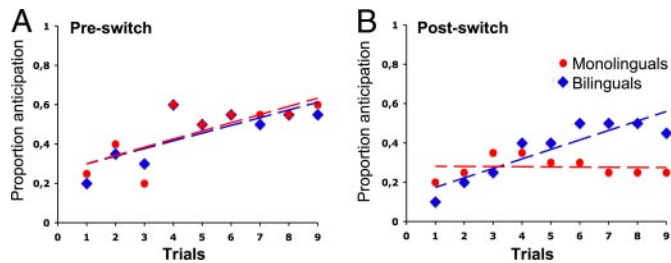 A Pre-switch
Proportion anticipation
1
0,8
0,6
0,4
0,2
0
0 1 2 3 4 5 6 7 8 9
Trials
B Post-switch
Monolinguals
Bilinguals
Proportion anticipation
1
0,8
0,6
0,4
0,2
0
0 1 2 3 4 5 6 7 8 9
Trials